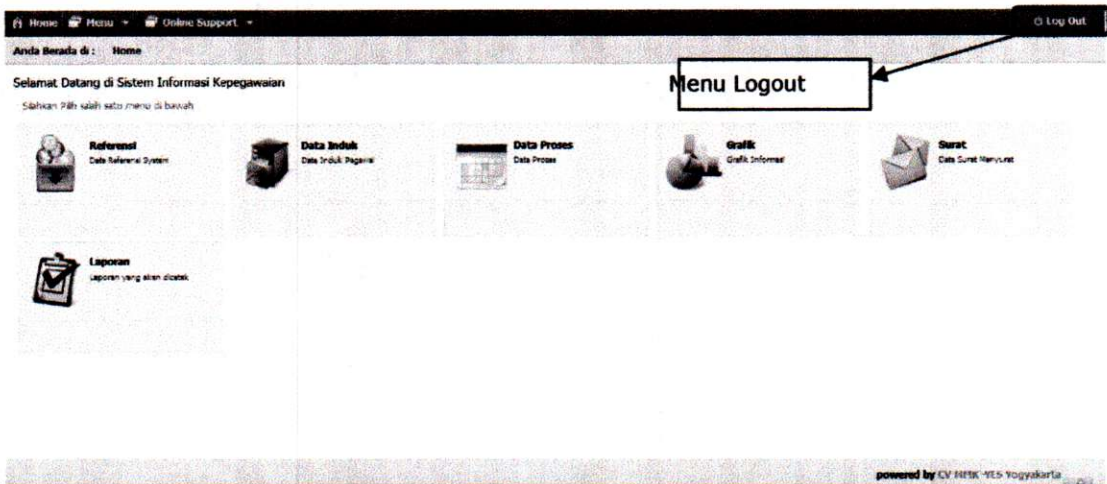 Home Menu Online Support Log Out
Anda Berada di : Home
Selamat Datang di Sistem Informasi Kepegawaian
Menu Logout
Silahkan Pilih salah satu menu di bawah
Referensi
Data Referensi System
Data Induk
Data Induk Pegawai
Data Proses
Data Proses
Grafik
Grafik Informasi
Surat
Data Surat Menyurat
Laporan
Laporan yang akan dicetak
powered by CV Yogyakarta